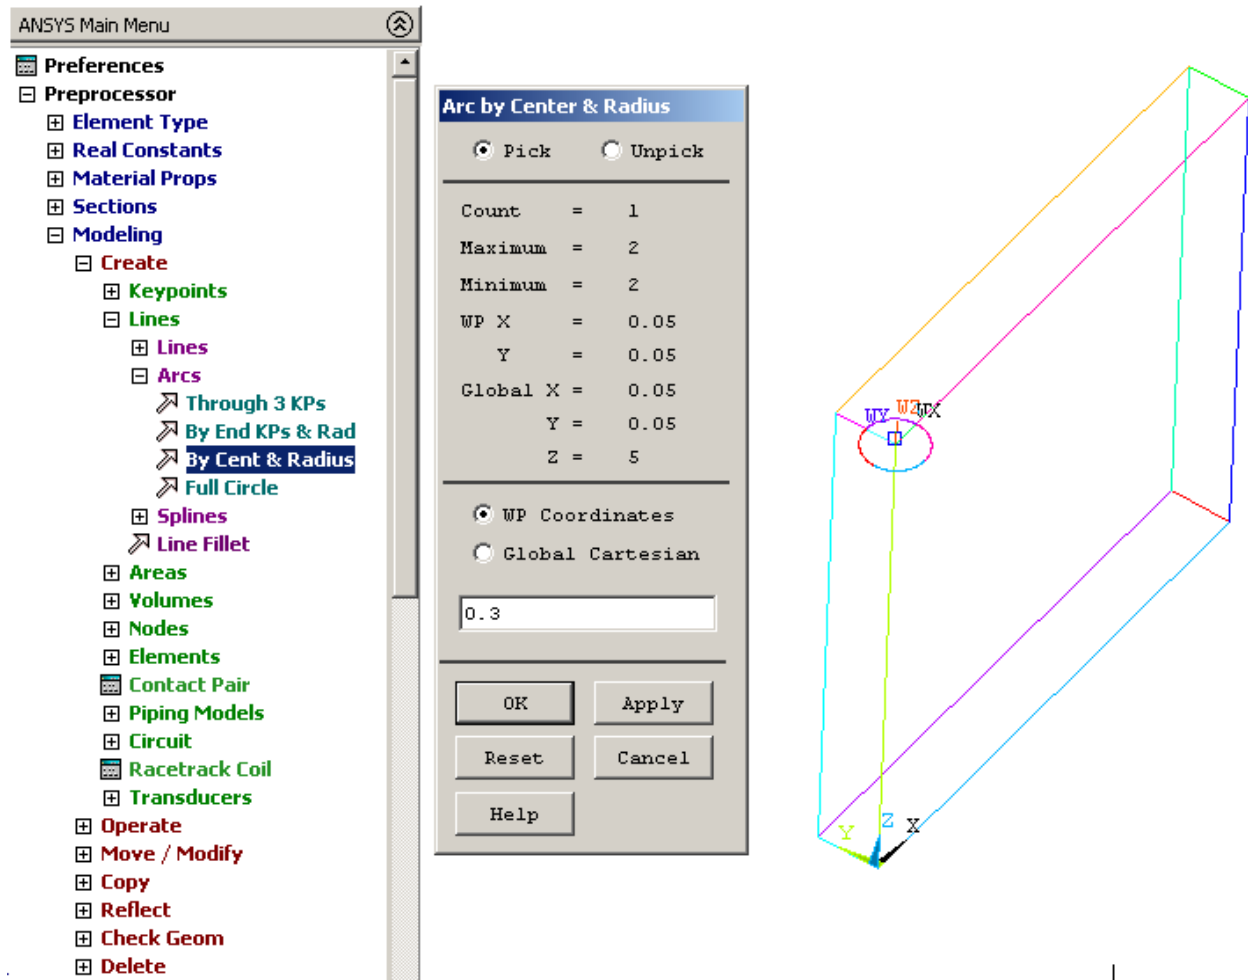 ANSYS Main Menu
Preferences
Preprocessor
Element Type
Real Constants
Material Props
Sections
Modeling
Create
Keypoints
Lines
Lines
Arcs
Through 3 KPs
By End KPs & Rad
By Cent & Radius
Full Circle
Splines
Line Fillet
Areas
Volumes
Nodes
Elements
Contact Pair
Piping Models
Circuit
Racetrack Coil
Transducers
Operate
Move / Modify
Copy
Reflect
Check Geom
Delete
Arc by Center & Radius
Pick Unpick
Count = 1
Maximum = 2
Minimum = 2
WP X = 0.05
Y = 0.05
Global X = 0.05
Y = 0.05
Z = 5
WP Coordinates
Global Cartesian
0.3
OK Apply
Reset Cancel
Help
WY WZ WX
Y Z X